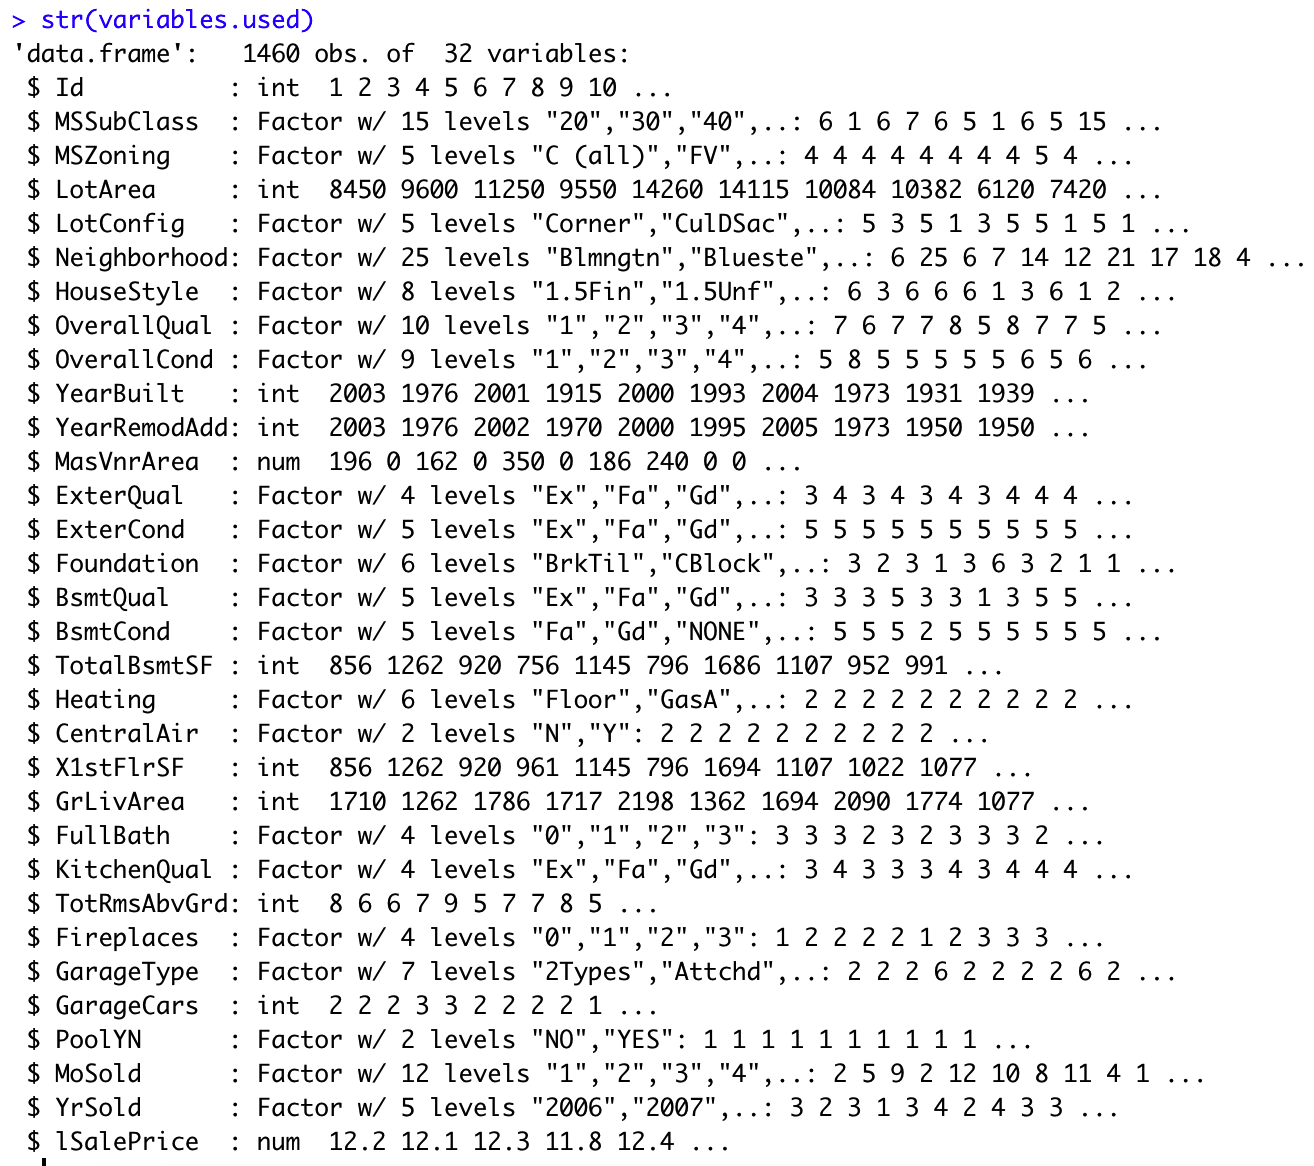 > str(variables.used)
'data.frame':   1460 obs. of  32 variables:
 $ Id          : int  1 2 3 4 5 6 7 8 9 10 ...
 $ MSSubClass  : Factor w/ 15 levels "20","30","40",..: 6 1 6 7 6 5 1 6 5 15 ...
 $ MSZoning    : Factor w/ 5 levels "C (all)","FV",..: 4 4 4 4 4 4 4 4 5 4 ...
 $ LotArea     : int  8450 9600 11250 9550 14260 14115 10084 10382 6120 7420 ...
 $ LotConfig   : Factor w/ 5 levels "Corner","CulDSac",..: 5 3 5 1 3 5 5 1 5 1 ...
 $ Neighborhood: Factor w/ 25 levels "Blmngtn","Blueste",..: 6 25 6 7 14 12 21 17 18 4 ...
 $ HouseStyle  : Factor w/ 8 levels "1.5Fin","1.5Unf",..: 6 3 6 6 6 1 3 6 1 2 ...
 $ OverallQual : Factor w/ 10 levels "1","2","3","4",..: 7 6 7 7 8 5 8 7 7 5 ...
 $ OverallCond : Factor w/ 9 levels "1","2","3","4",..: 5 8 5 5 5 5 5 6 5 6 ...
 $ YearBuilt   : int  2003 1976 2001 1915 2000 1993 2004 1973 1931 1939 ...
 $ YearRemodAdd: int  2003 1976 2002 1970 2000 1995 2005 1973 1950 1950 ...
 $ MasVnrArea  : num  196 0 162 0 350 0 186 240 0 0 ...
 $ ExterQual   : Factor w/ 4 levels "Ex","Fa","Gd",..: 3 4 3 4 3 4 3 4 4 4 ...
 $ ExterCond   : Factor w/ 5 levels "Ex","Fa","Gd",..: 5 5 5 5 5 5 5 5 5 5 ...
 $ Foundation  : Factor w/ 6 levels "BrkTil","CBlock",..: 3 2 3 1 3 6 3 2 1 1 ...
 $ BsmtQual    : Factor w/ 5 levels "Ex","Fa","Gd",..: 3 3 3 5 3 3 1 3 5 5 ...
 $ BsmtCond    : Factor w/ 5 levels "Fa","Gd","NONE",..: 5 5 5 2 5 5 5 5 5 5 ...
 $ TotalBsmtSF : int  856 1262 920 756 1145 796 1686 1107 952 991 ...
 $ Heating     : Factor w/ 6 levels "Floor","GasA",..: 2 2 2 2 2 2 2 2 2 2 ...
 $ CentralAir  : Factor w/ 2 levels "N","Y": 2 2 2 2 2 2 2 2 2 2 ...
 $ X1stFlrSF   : int  856 1262 920 961 1145 796 1694 1107 1022 1077 ...
 $ GrLivArea   : int  1710 1262 1786 1717 2198 1362 1694 2090 1774 1077 ...
 $ FullBath    : Factor w/ 4 levels "0","1","2","3": 3 3 3 2 3 2 3 3 3 2 ...
 $ KitchenQual : Factor w/ 4 levels "Ex","Fa","Gd",..: 3 4 3 3 3 4 3 4 4 4 ...
 $ TotRmsAbvGrd: int  8 6 6 7 9 5 7 7 8 5 ...
 $ Fireplaces  : Factor w/ 4 levels "0","1","2","3": 1 2 2 2 2 1 2 3 3 3 ...
 $ GarageType  : Factor w/ 7 levels "2Types","Attchd",..: 2 2 2 6 2 2 2 2 6 2 ...
 $ GarageCars  : int  2 2 2 3 3 2 2 2 2 1 ...
 $ PoolYN      : Factor w/ 2 levels "NO","YES": 1 1 1 1 1 1 1 1 1 1 ...
 $ MoSold      : Factor w/ 12 levels "1","2","3","4",..: 2 5 9 2 12 10 8 11 4 1 ...
 $ YrSold      : Factor w/ 5 levels "2006","2007",..: 3 2 3 1 3 4 2 4 3 3 ...
 $ lSalePrice  : num  12.2 12.1 12.3 11.8 12.4 ...